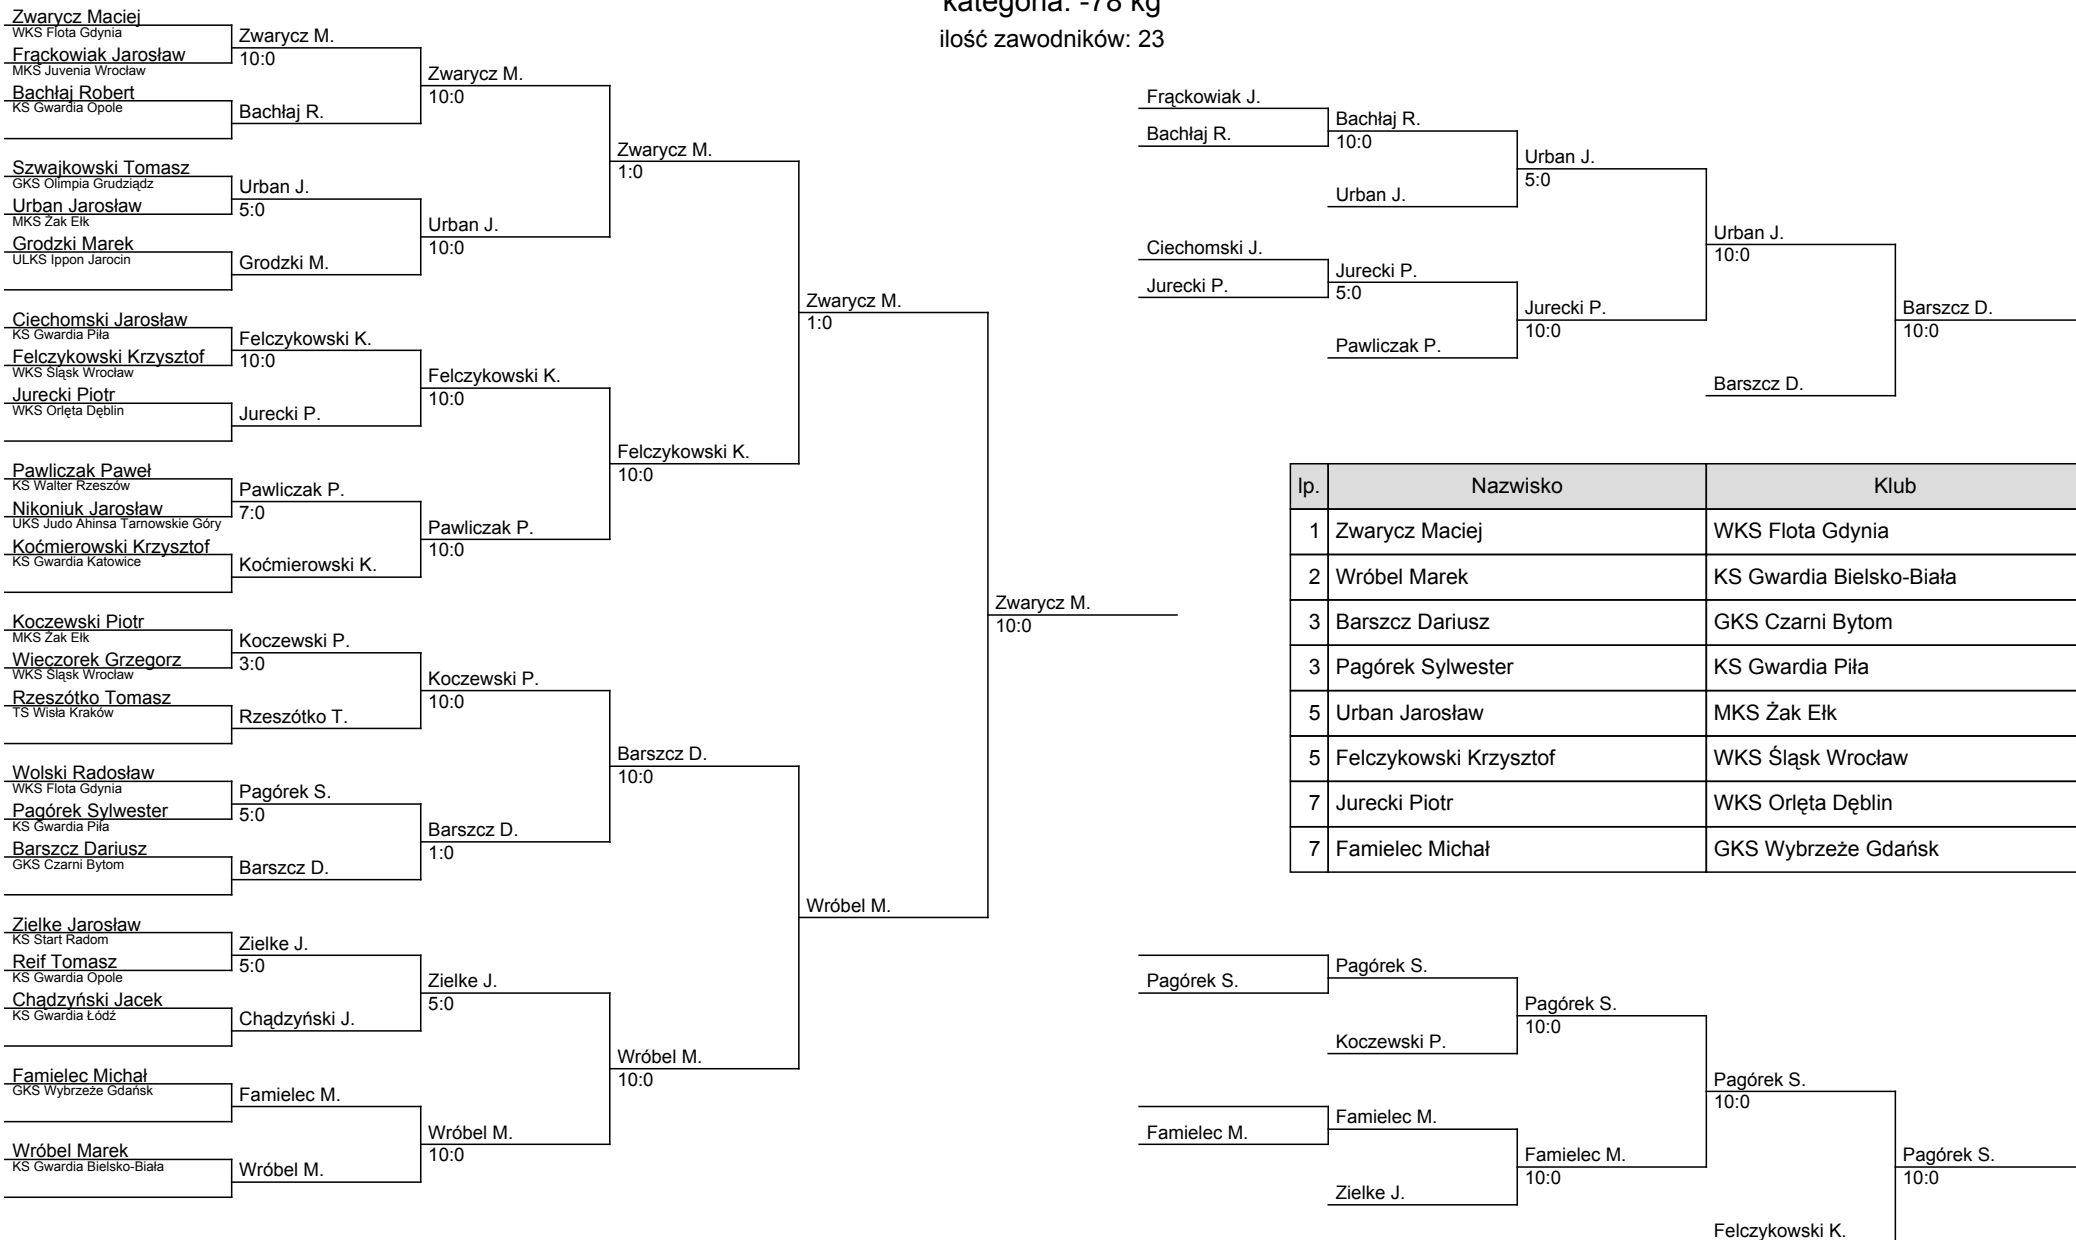 kategoria: -78 kg
ilość zawodników: 23
Zwarycz Maciej
WKS Flota Gdynia
Frąckowiak Jarosław
MKS Juvenia Wrocław
Bachłaj Robert
KS Gwardia Opole
Szwajkowski Tomasz
GKS Olimpia Grudziądz
Urban Jarosław
MKS Żak Ełk
Grodzki Marek
ULKS Ippon Jarocin
Ciechomski Jarosław
KS Gwardia Piła
Felczykowski Krzysztof
WKS Śląsk Wrocław
Jurecki Piotr
WKS Orlęta Dęblin
Pawliczak Paweł
KS Walter Rzeszów
Nikoniuk Jarosław
UKS Judo Ahinsa Tarnowskie Góry
Koćmierowski Krzysztof
KS Gwardia Katowice
Koczewski Piotr
MKS Żak Ełk
Wieczorek Grzegorz
WKS Śląsk Wrocław
Rzeszótko Tomasz
TS Wisła Kraków
Wolski Radosław
WKS Flota Gdynia
Pagórek Sylwester
KS Gwardia Piła
Barszcz Dariusz
GKS Czarni Bytom
Zielke Jarosław
KS Start Radom
Reif Tomasz
KS Gwardia Opole
Chądzyński Jacek
KS Gwardia Łódź
Famielec Michał
GKS Wybrzeże Gdańsk
Wróbel Marek
KS Gwardia Bielsko-Biała
Zwarycz M.
10:0
Bachłaj R.
Urban J.
5:0
Grodzki M.
Felczykowski K.
10:0
Jurecki P.
Pawliczak P.
7:0
Koćmierowski K.
Koczewski P.
3:0
Rzeszótko T.
Pagórek S.
5:0
Barszcz D.
Zielke J.
5:0
Chądzyński J.
Famielec M.
Wróbel M.
Zwarycz M.
10:0
Urban J.
10:0
Felczykowski K.
10:0
Pawliczak P.
10:0
Koczewski P.
10:0
Barszcz D.
1:0
Zielke J.
5:0
Wróbel M.
10:0
Zwarycz M.
1:0
Felczykowski K.
10:0
Barszcz D.
10:0
Wróbel M.
10:0
Zwarycz M.
1:0
Wróbel M.
Zwarycz M.
10:0
Frąckowiak J.
Bachłaj R.
Ciechomski J.
Jurecki P.
Bachłaj R.
10:0
Urban J.
Jurecki P.
5:0
Pawliczak P.
Urban J.
5:0
Jurecki P.
10:0
Urban J.
10:0
Barszcz D.
Barszcz D.
10:0
lp. Nazwisko Klub
1 Zwarycz Maciej WKS Flota Gdynia
2 Wróbel Marek KS Gwardia Bielsko-Biała
3 Barszcz Dariusz GKS Czarni Bytom
3 Pagórek Sylwester KS Gwardia Piła
5 Urban Jarosław MKS Żak Ełk
5 Felczykowski Krzysztof WKS Śląsk Wrocław
7 Jurecki Piotr WKS Orlęta Dęblin
7 Famielec Michał GKS Wybrzeże Gdańsk
Pagórek S.
Famielec M.
Pagórek S.
Koczewski P.
Famielec M.
Zielke J.
Pagórek S.
10:0
Famielec M.
10:0
Pagórek S.
10:0
Felczykowski K.
Pagórek S.
10:0